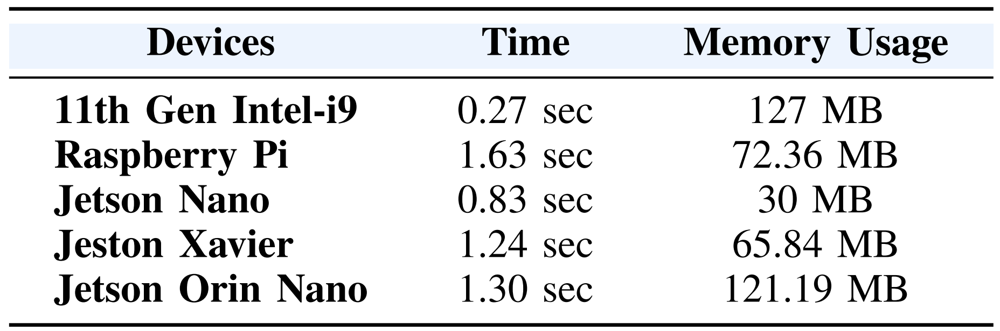 Devices Time Memory Usage
11th Gen Intel-i9 0.27 sec 127 MB
Raspberry Pi 1.63 sec 72.36 MB
Jetson Nano 0.83 sec 30 MB
Jeston Xavier 1.24 sec 65.84 MB
Jetson Orin Nano 1.30 sec 121.19 MB